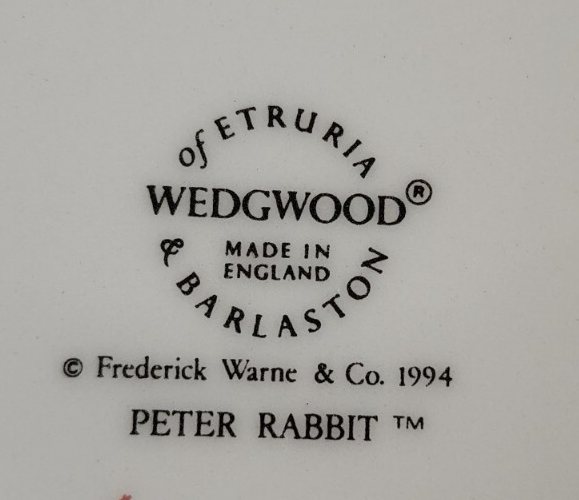 of ETRURIA
WEDGWOOD®
MADE IN
ENGLAND
& BARLASTON
© Frederick Warne & Co. 1994
PETER RABBIT ™